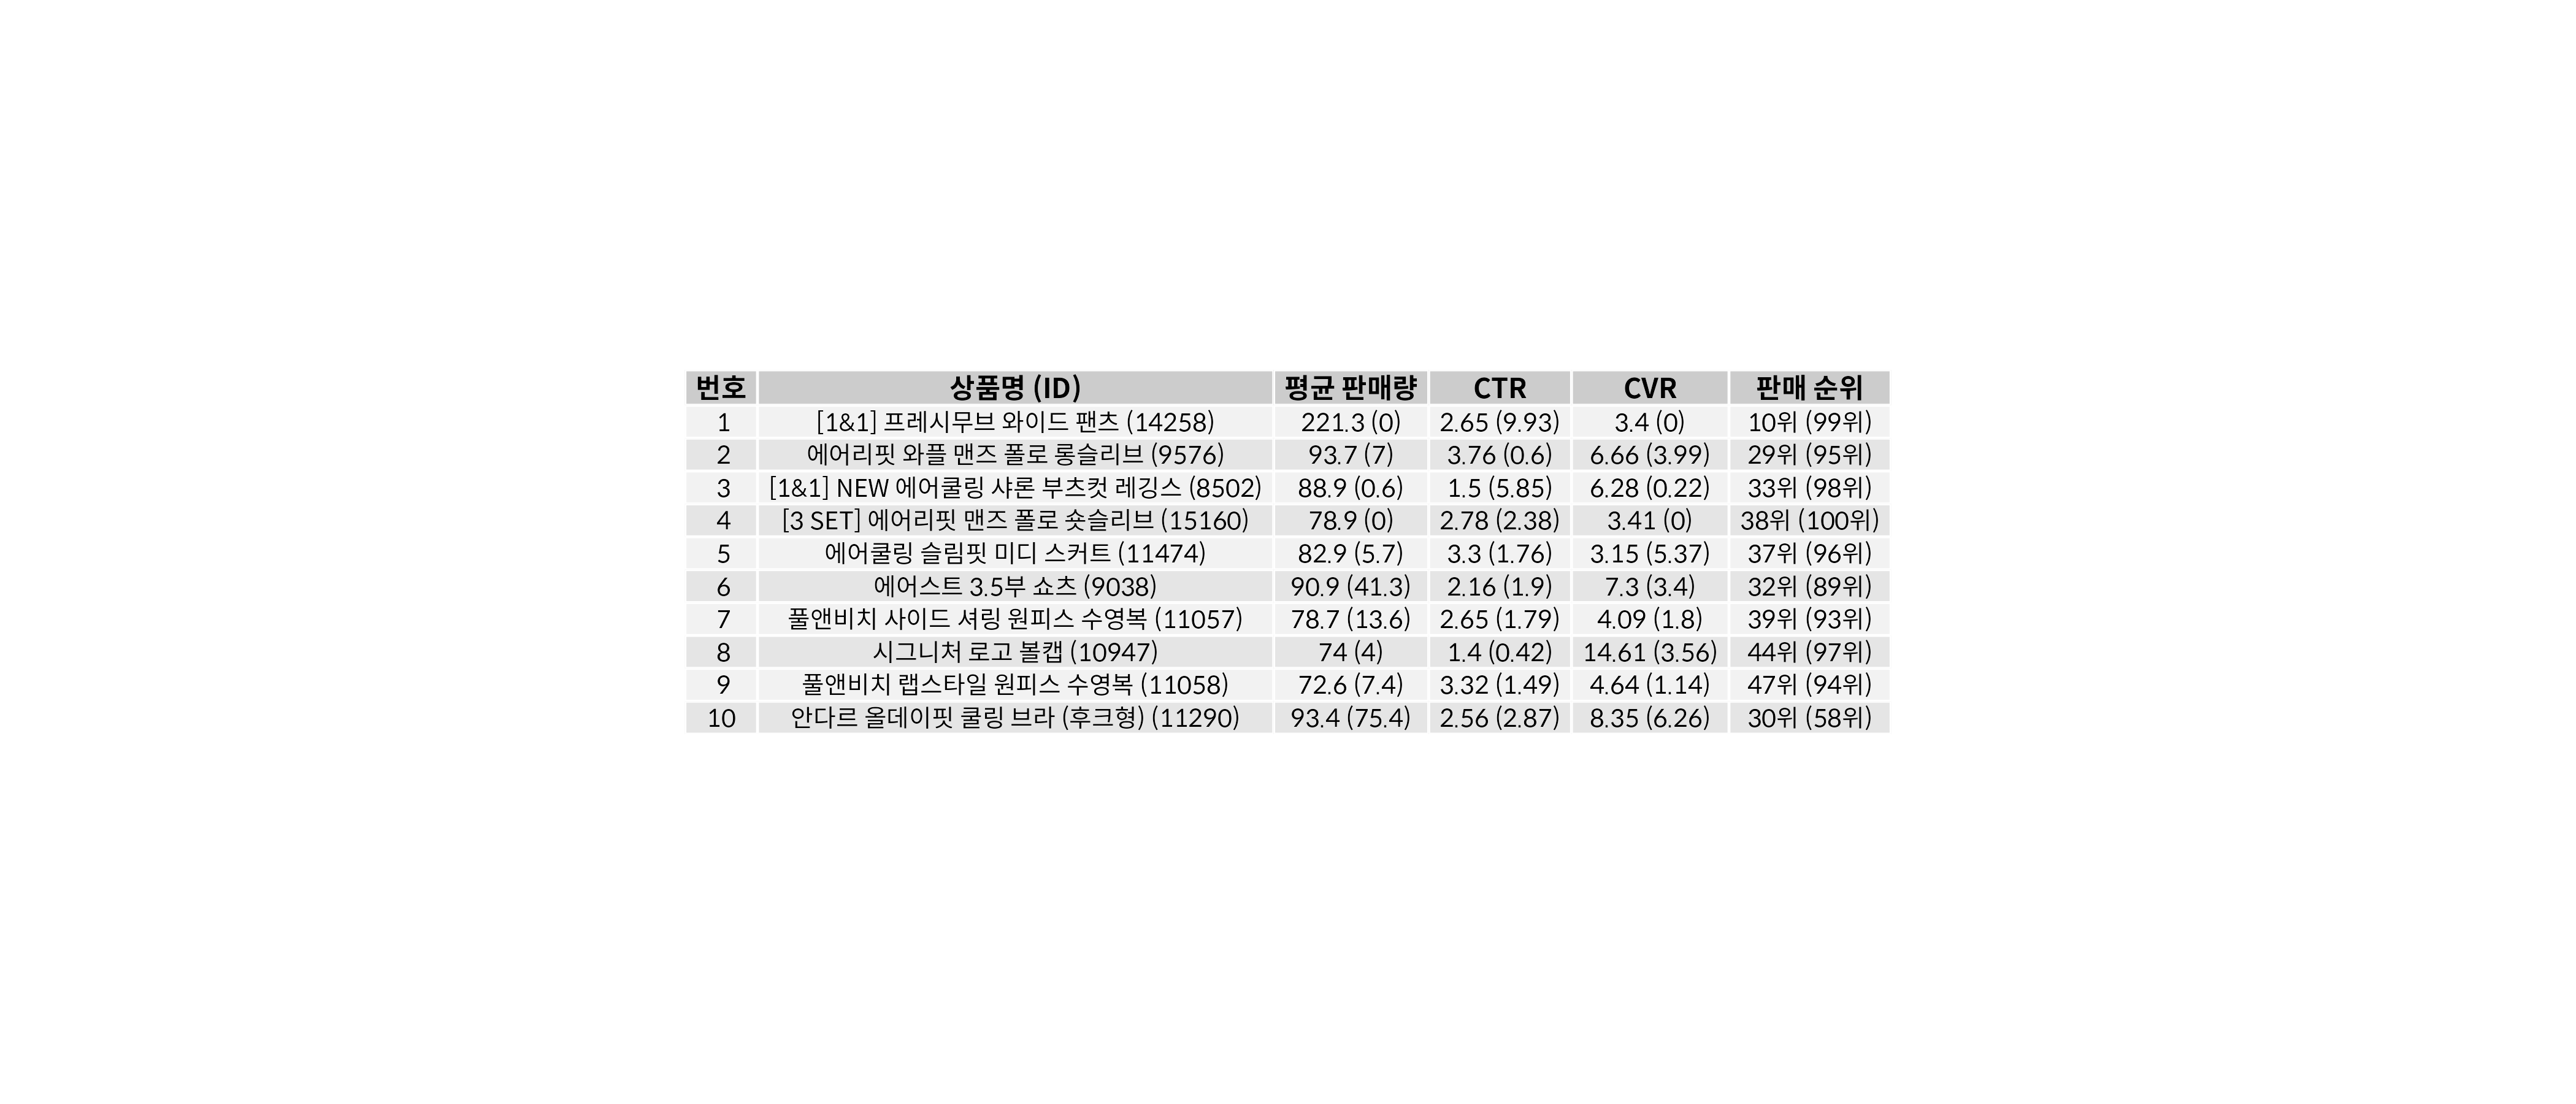 번호 상품명 (ID) 평균 판매량 CTR CVR 판매 순위
1 [1&1] 프레시무브 와이드 팬츠 (14258) 221.3 (0) 2.65 (9.93) 3.4 (0) 10위 (99위)
2 에어리핏 와플 맨즈 폴로 롱슬리브 (9576) 93.7 (7) 3.76 (0.6) 6.66 (3.99) 29위 (95위)
3 [1&1] NEW 에어쿨링 샤론 부츠컷 레깅스 (8502) 88.9 (0.6) 1.5 (5.85) 6.28 (0.22) 33위 (98위)
4 [3 SET] 에어리핏 맨즈 폴로 숏슬리브 (15160) 78.9 (0) 2.78 (2.38) 3.41 (0) 38위 (100위)
5 에어쿨링 슬림핏 미디 스커트 (11474) 82.9 (5.7) 3.3 (1.76) 3.15 (5.37) 37위 (96위)
6 에어스트 3.5부 쇼츠 (9038) 90.9 (41.3) 2.16 (1.9) 7.3 (3.4) 32위 (89위)
7 풀앤비치 사이드 셔링 원피스 수영복 (11057) 78.7 (13.6) 2.65 (1.79) 4.09 (1.8) 39위 (93위)
8 시그니처 로고 볼캡 (10947) 74 (4) 1.4 (0.42) 14.61 (3.56) 44위 (97위)
9 풀앤비치 랩스타일 원피스 수영복 (11058) 72.6 (7.4) 3.32 (1.49) 4.64 (1.14) 47위 (94위)
10 안다르 올데이핏 쿨링 브라 (후크형) (11290) 93.4 (75.4) 2.56 (2.87) 8.35 (6.26) 30위 (58위)